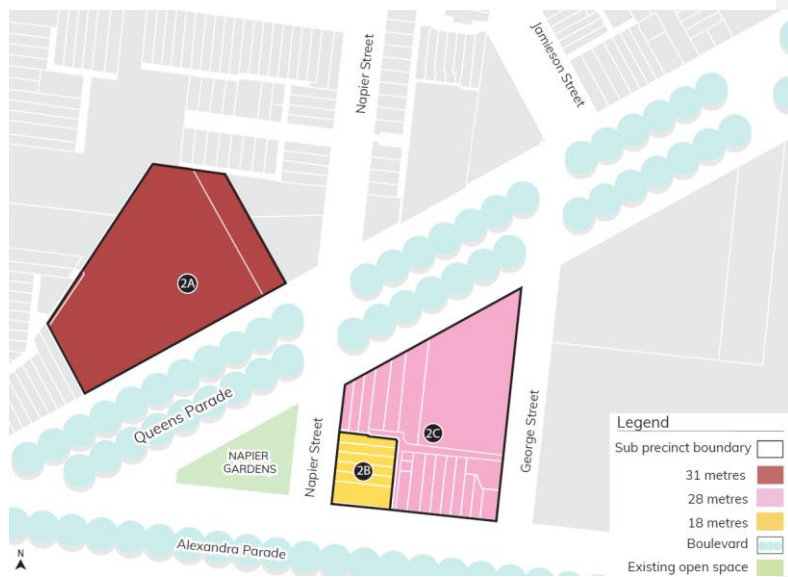 Napier Street
Jamieson Street
2A
Queens Parade
NAPIER
GARDENS
Napier Street
2B
2C
George Street
Alexandra Parade
N
Legend
Sub precinct boundary
31 metres
28 metres
18 metres
Boulevard
Existing open space